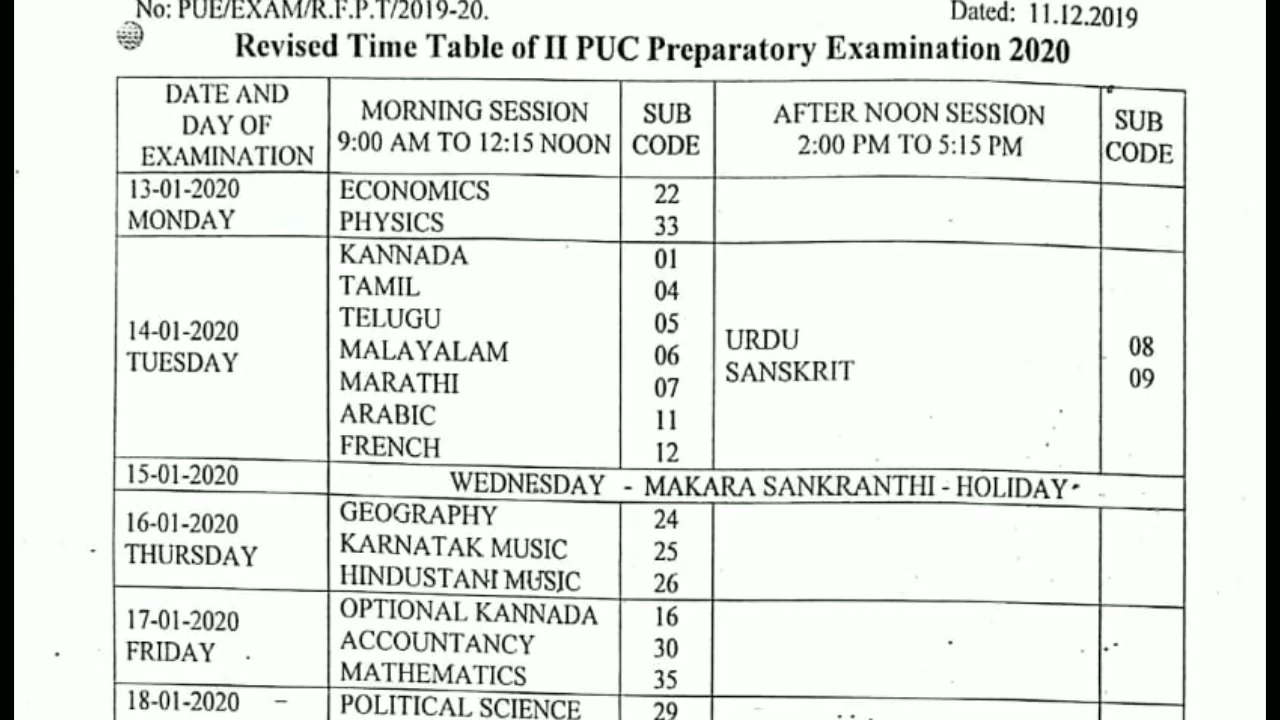 No: PUE/EXAM/R.F.P.T/2019-20. Dated: 11.12.2019
Revised Time Table of II PUC Preparatory Examination 2020
DATE AND DAY OF EXAMINATION MORNING SESSION 9:00 AM TO 12:15 NOON SUB CODE AFTER NOON SESSION 2:00 PM TO 5:15 PM SUB CODE
13-01-2020 ECONOMICS 22
MONDAY PHYSICS 33
KANNADA 01
TAMIL 04
TELUGU 05
14-01-2020 URDU 08
TUESDAY MALAYALAM 06 SANSKRIT 09
MARATHI 07
ARABIC 11
FRENCH 12
15-01-2020 WEDNESDAY - MAKARA SANKRANTHI - HOLIDAY
16-01-2020 GEOGRAPHY 24
THURSDAY KARNATAK MUSIC 25
HINDUSTANI MUSIC 26
17-01-2020 OPTIONAL KANNADA 16
FRIDAY ACCOUNTANCY 30
MATHEMATICS 35
18-01-2020 - POLITICAL SCIENCE 29